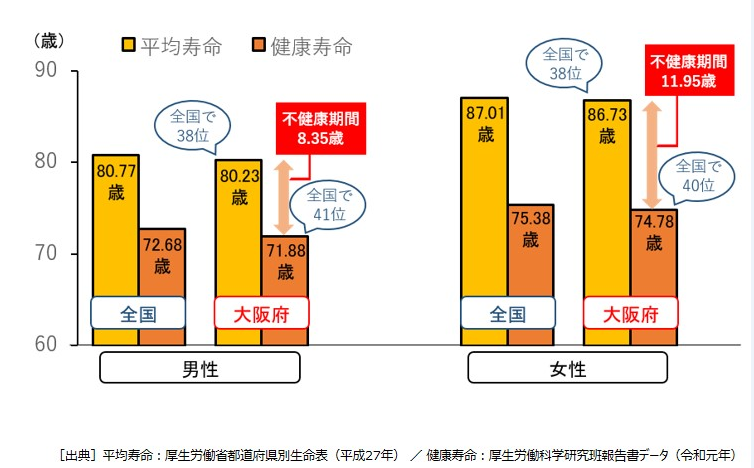 (歳)
平均寿命
健康寿命
90
80
70
60
全国で
38位
不健康期間
8.35歳
全国で
41位
80.77
歳
72.68
歳
80.23
歳
71.88
歳
全国
大阪府
男性
全国で
38位
不健康期間
11.95歳
全国で
40位
87.01
歳
75.38
歳
86.73
歳
74.78
歳
全国
大阪府
女性
［出典］平均寿命：厚生労働省都道府県別生命表（平成27年） ／ 健康寿命：厚生労働科学研究班報告書データ（令和元年）